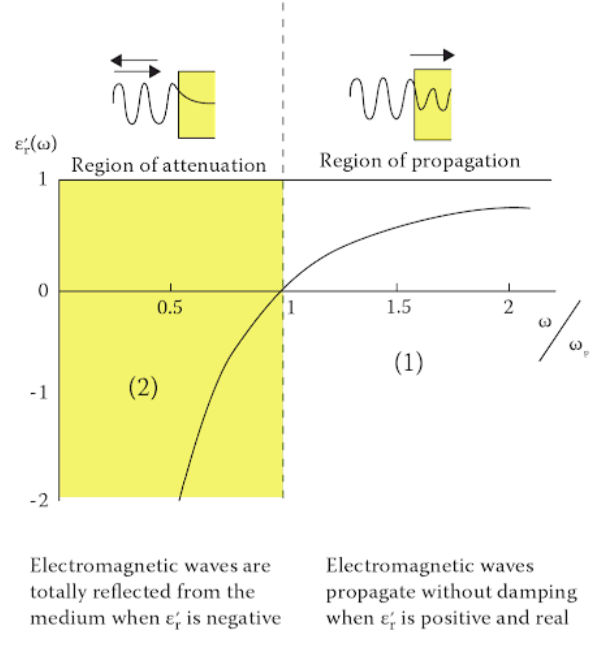 ε′ᵣ(ω)
Region of attenuation
Region of propagation
1
0
0.5
1
1.5
2
ω/ωₚ
(1)
(2)
-1
-2
Electromagnetic waves are
totally reflected from the
medium when ε′ᵣ is negative
Electromagnetic waves
propagate without damping
when ε′ᵣ is positive and real